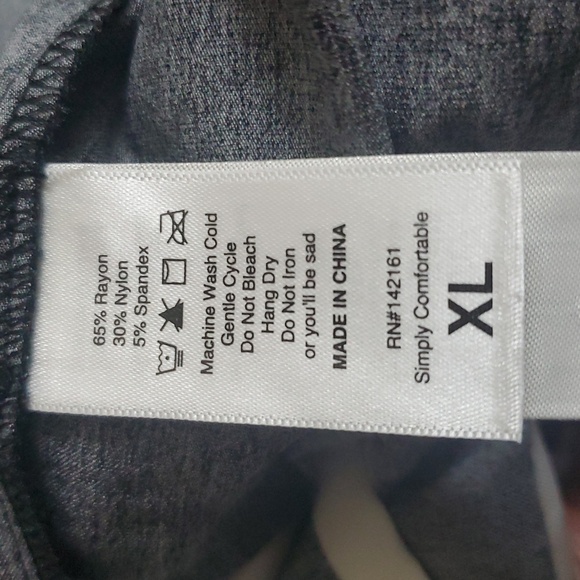 65% Rayon
30% Nylon
5% Spandex
Machine Wash Cold
Gentle Cycle
Do Not Bleach
Hang Dry
Do Not Iron
or you'll be sad
MADE IN CHINA
RN#142161
Simply Comfortable
XL